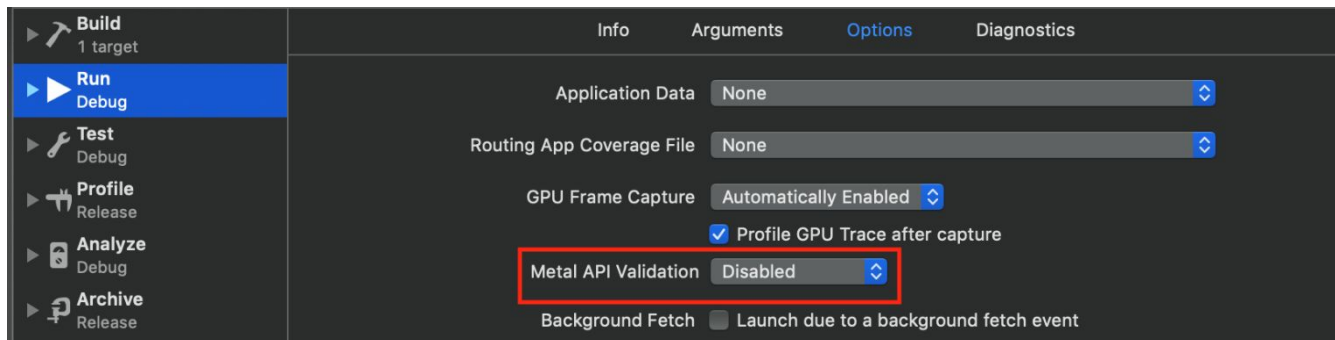 Build
1 target
Run
Debug
Test
Debug
Profile
Release
Analyze
Debug
Archive
Release
Info Arguments Options Diagnostics
Application Data None
Routing App Coverage File None
GPU Frame Capture Automatically Enabled
Profile GPU Trace after capture
Metal API Validation Disabled
Background Fetch Launch due to a background fetch event